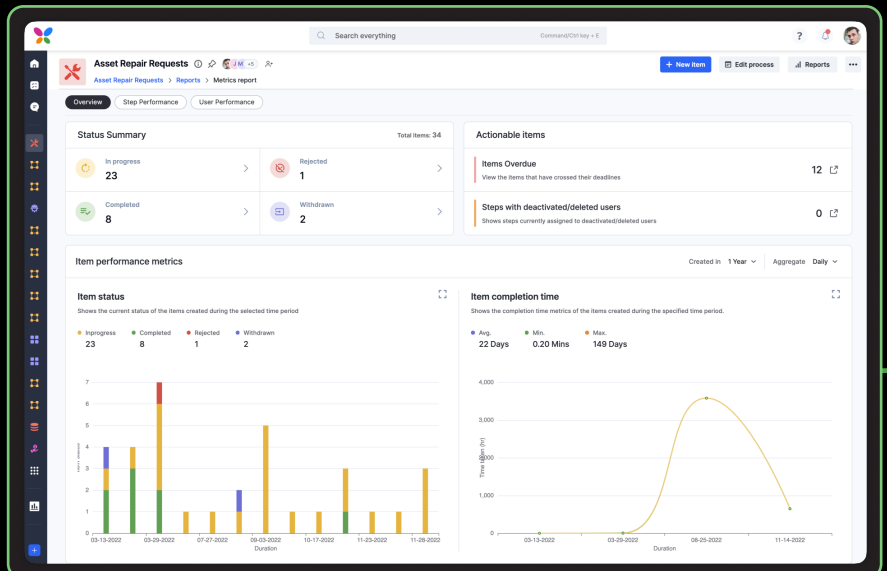 Search everything
Command/Ctrl key + E
?
Asset Repair Requests
J M +5
Asset Repair Requests > Reports > Metrics report
+ New item
Edit process
Reports
Overview
Step Performance
User Performance
Status Summary
Total items: 34
In progress
23
Rejected
1
Completed
8
Withdrawn
2
Actionable items
Items Overdue
View the items that have crossed their deadlines
12
Steps with deactivated/deleted users
Shows steps currently assigned to deactivated/deleted users
0
Item performance metrics
Created in 1 Year
Aggregate Daily
Item status
Shows the current status of the items created during the selected time period
Inprogress Completed Rejected Withdrawn
23 8 1 2
7
6
5
4
3
2
1
0
03-13-2022 03-29-2022 07-27-2022 09-03-2022 10-17-2022 11-23-2022 11-28-2022
Duration
Item completion time
Shows the completion time metrics of the items created during the specified time period.
Avg. Min. Max.
22 Days 0.20 Mins 149 Days
4,000
3,000
2,000
1,000
0
Time taken (hr)
03-13-2022 03-29-2022 08-25-2022 11-14-2022
Duration